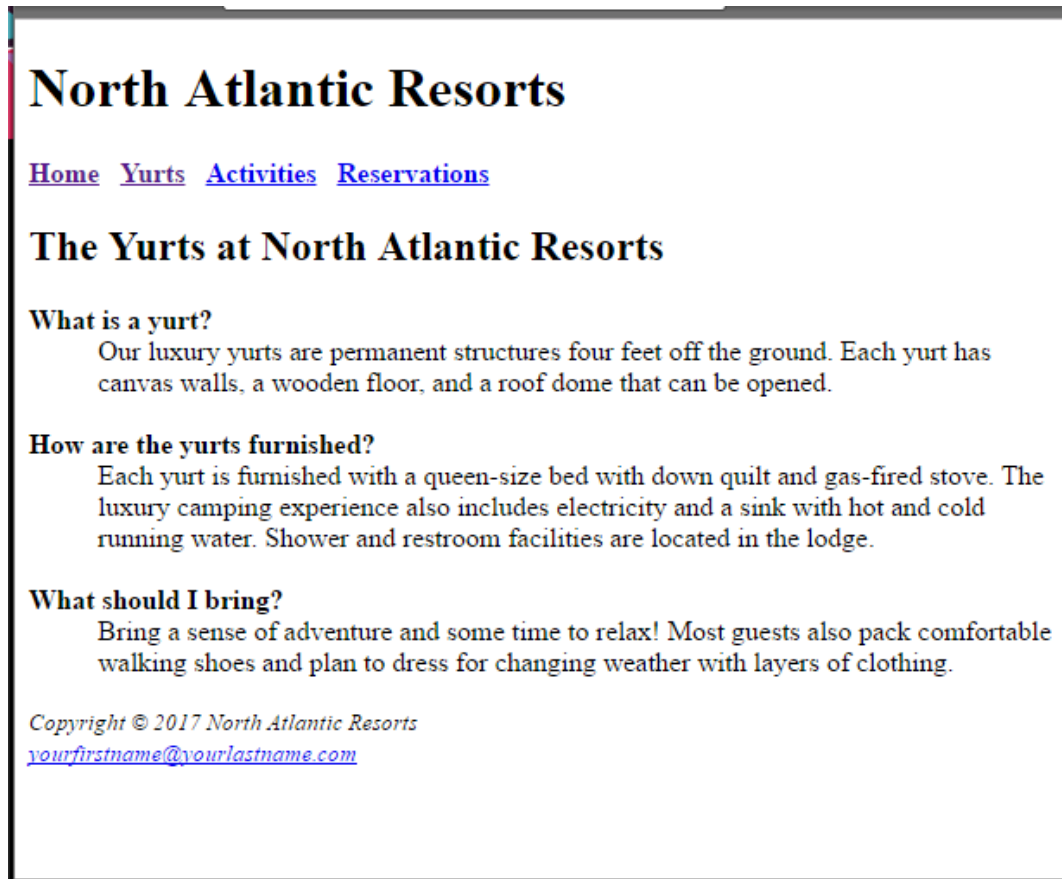 North Atlantic Resorts
Home Yurts Activities Reservations
The Yurts at North Atlantic Resorts
What is a yurt?
Our luxury yurts are permanent structures four feet off the ground. Each yurt has
canvas walls, a wooden floor, and a roof dome that can be opened.
How are the yurts furnished?
Each yurt is furnished with a queen-size bed with down quilt and gas-fired stove. The
luxury camping experience also includes electricity and a sink with hot and cold
running water. Shower and restroom facilities are located in the lodge.
What should I bring?
Bring a sense of adventure and some time to relax! Most guests also pack comfortable
walking shoes and plan to dress for changing weather with layers of clothing.
Copyright © 2017 North Atlantic Resorts
yourfirstname@yourlastname.com